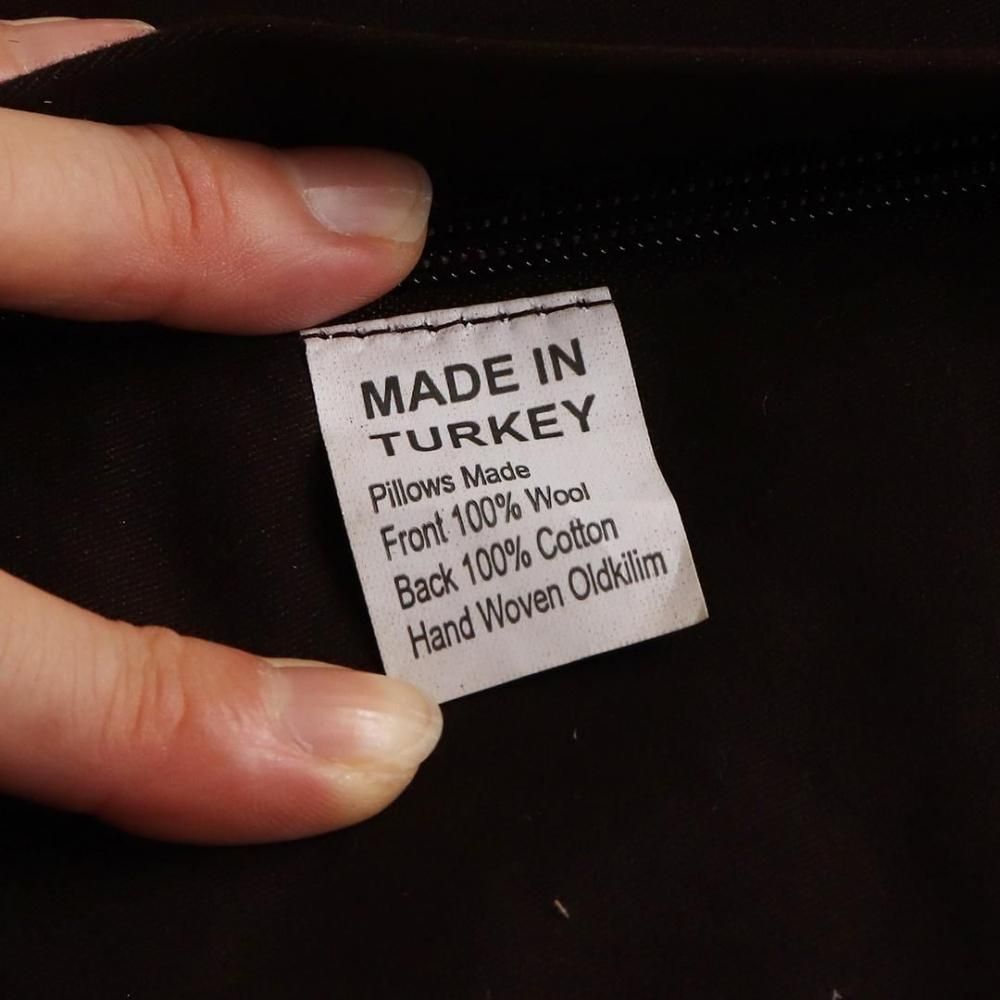 MADE IN
TURKEY
Pillows Made
Front 100% Wool
Back 100% Cotton
Hand Woven Oldkilim